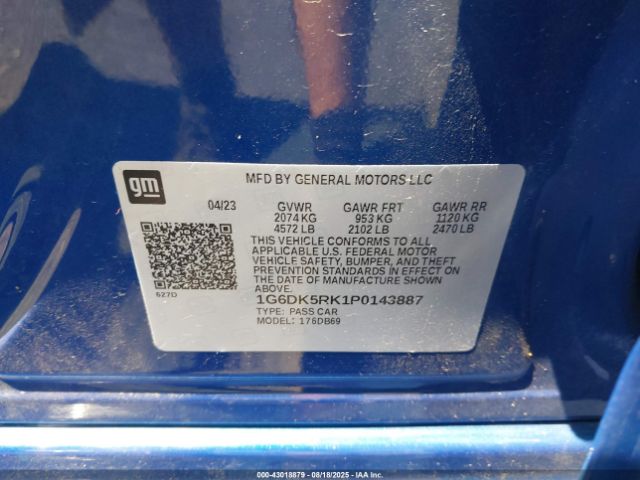 gm
MFD BY GENERAL MOTORS LLC
04/23 GVWR GAWR FRT GAWR RR
2074 KG 953 KG 1120 KG
4572 LB 2102 LB 2470 LB
THIS VEHICLE CONFORMS TO ALL
APPLICABLE U.S. FEDERAL MOTOR
VEHICLE SAFETY, BUMPER, AND THEFT
PREVENTION STANDARDS IN EFFECT ON
THE DATE OF MANUFACTURE SHOWN
ABOVE.
627D
1G6DK5RK1P0143887
TYPE: PASS CAR
MODEL: 176DB69
000-43018879 - 08/18/2025 - IAAI.COM